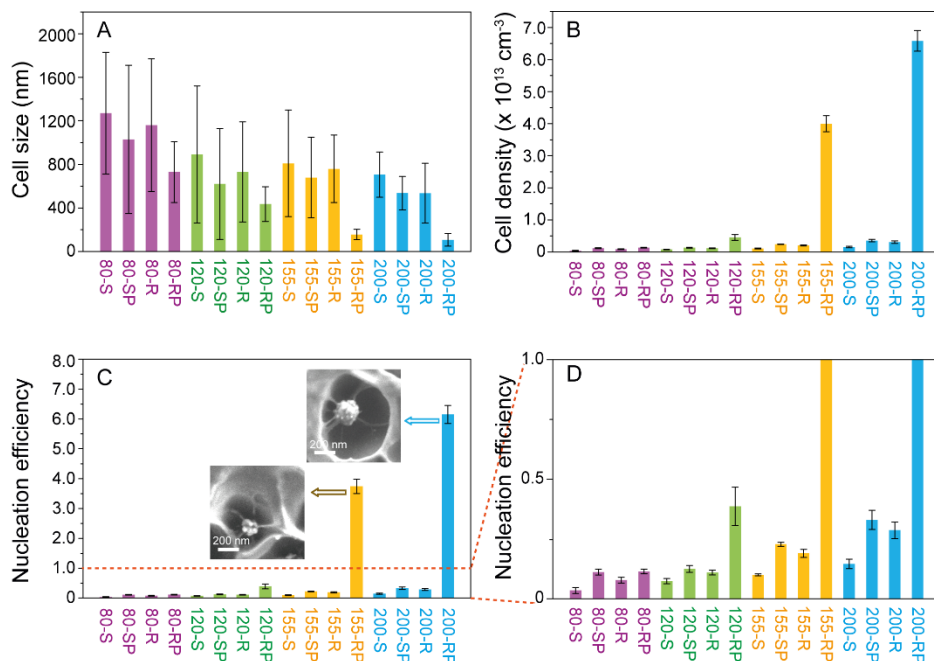 A
Cell size (nm)
2000
1600
1200
800
400
0
80-S
80-SP
80-R
80-RP
120-S
120-SP
120-R
120-RP
155-S
155-SP
155-R
155-RP
200-S
200-SP
200-R
200-RP
B
Cell density (x 10¹³ cm⁻³)
7.0
6.0
5.0
4.0
3.0
2.0
1.0
0
80-S
80-SP
80-R
80-RP
120-S
120-SP
120-R
120-RP
155-S
155-SP
155-R
155-RP
200-S
200-SP
200-R
200-RP
C
Nucleation efficiency
8.0
7.0
6.0
5.0
4.0
3.0
2.0
1.0
0
200 nm
200 nm
80-S
80-SP
80-R
80-RP
120-S
120-SP
120-R
120-RP
155-S
155-SP
155-R
155-RP
200-S
200-SP
200-R
200-RP
D
Nucleation efficiency
1.0
0.5
0
80-S
80-SP
80-R
80-RP
120-S
120-SP
120-R
120-RP
155-S
155-SP
155-R
155-RP
200-S
200-SP
200-R
200-RP